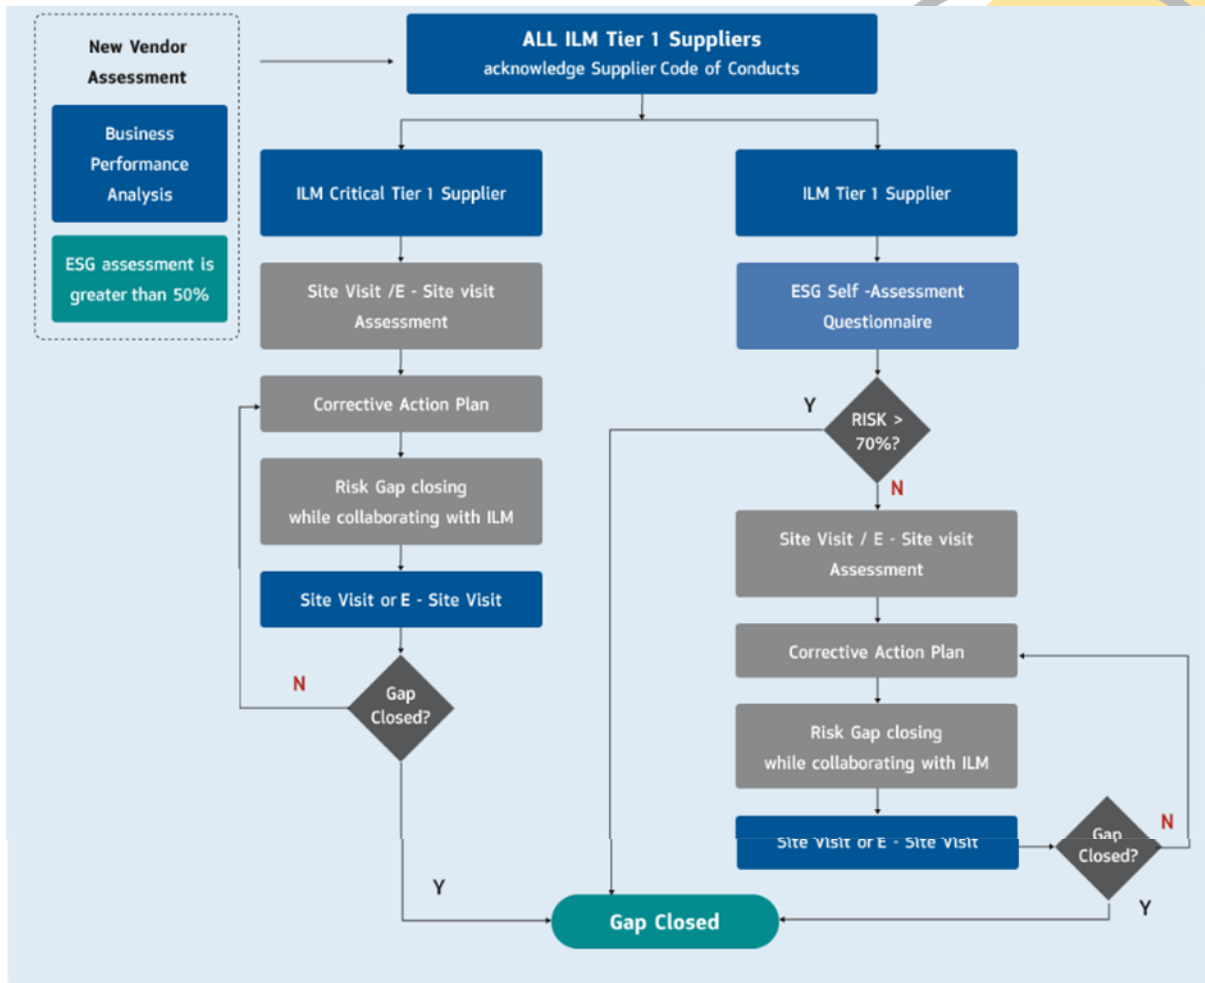 New Vendor
Assessment
Business
Performance
Analysis
ESG assessment is
greater than 50%
ALL ILM Tier 1 Suppliers
acknowledge Supplier Code of Conducts
ILM Critical Tier 1 Supplier
Site Visit /E - Site visit
Assessment
Corrective Action Plan
Risk Gap closing
while collaborating with ILM
Site Visit or E - Site Visit
Gap
Closed?
N
Y
ILM Tier 1 Supplier
ESG Self -Assessment
Questionnaire
RISK >
70%?
Y
N
Site Visit / E - Site visit
Assessment
Corrective Action Plan
Risk Gap closing
while collaborating with ILM
Site Visit or E - Site Visit
Gap
Closed?
N
Y
Gap Closed